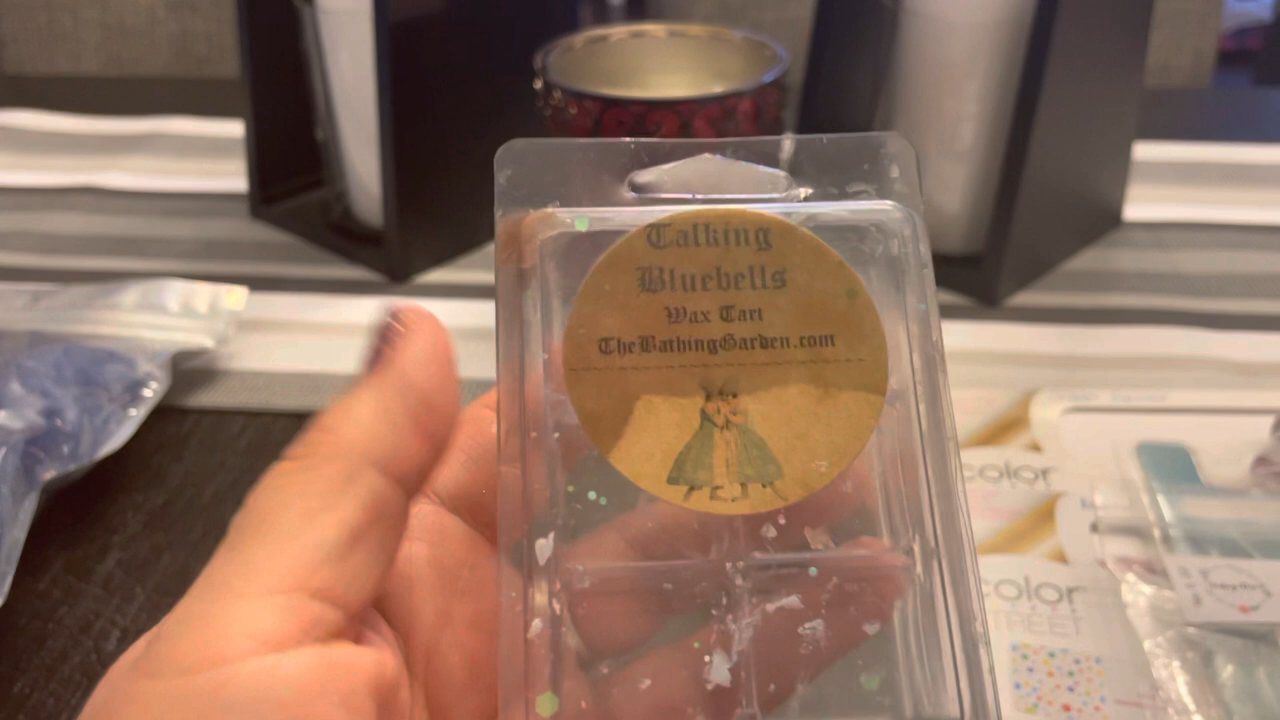 Talking
Bluebells
Wax Tart
TheBathingGarden.com
color
color
STREET